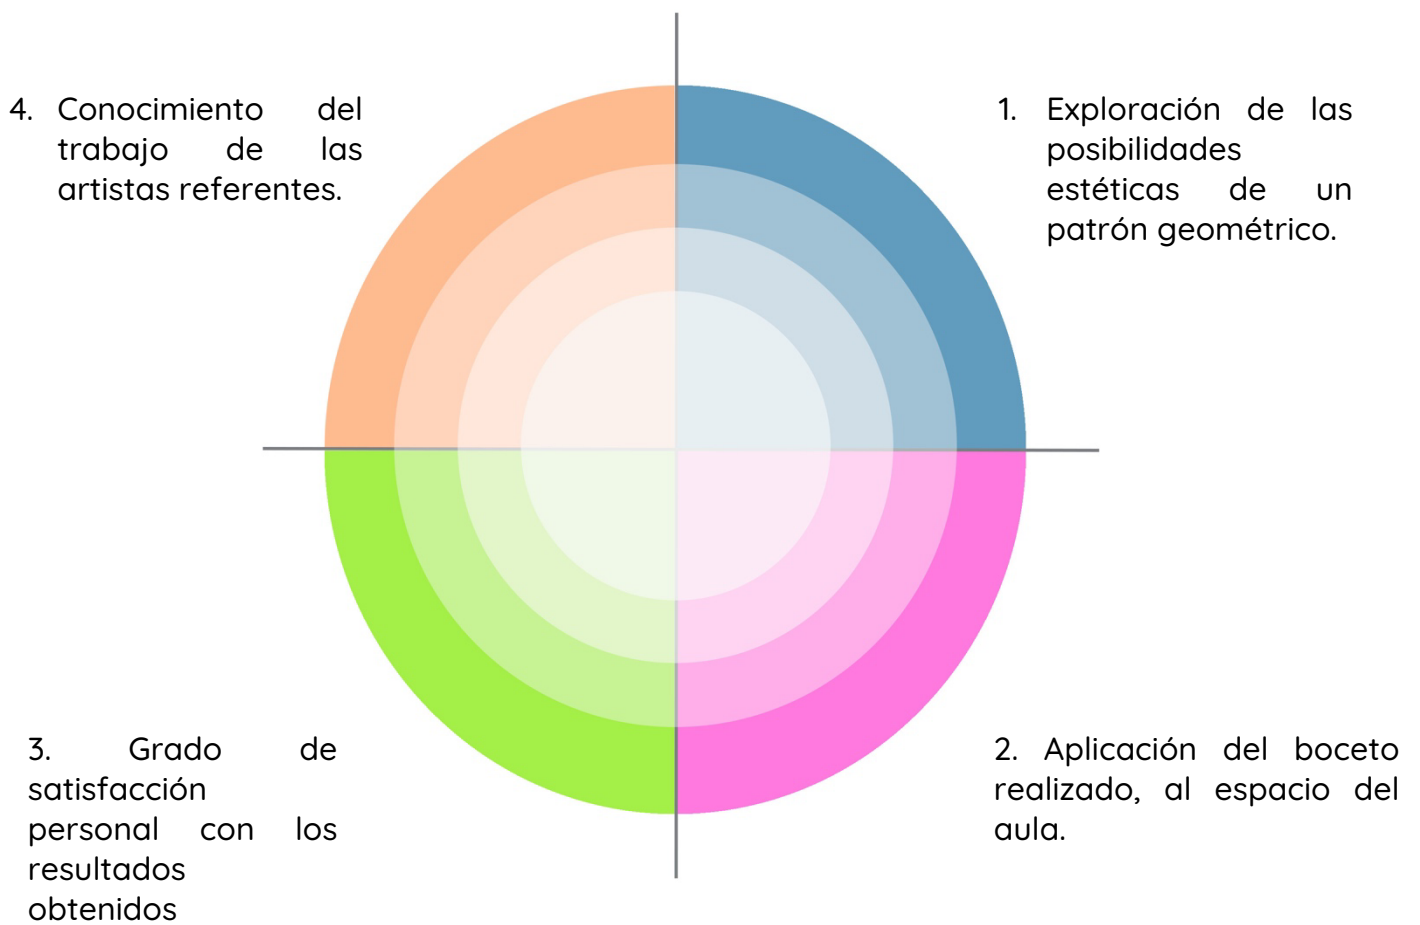 4. Conocimiento del
trabajo de las
artistas referentes.
1. Exploración de las
posibilidades
estéticas de un
patrón geométrico.
3. Grado de
satisfacción
personal con los
resultados
obtenidos
2. Aplicación del boceto
realizado, al espacio del
aula.